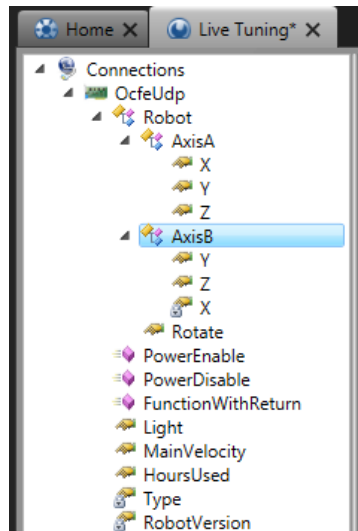 Home
Live Tuning*
Connections
OcfeUdp
Robot
AxisA
X
Y
Z
AxisB
Y
Z
X
Rotate
PowerEnable
PowerDisable
FunctionWithReturn
Light
MainVelocity
HoursUsed
Type
RobotVersion